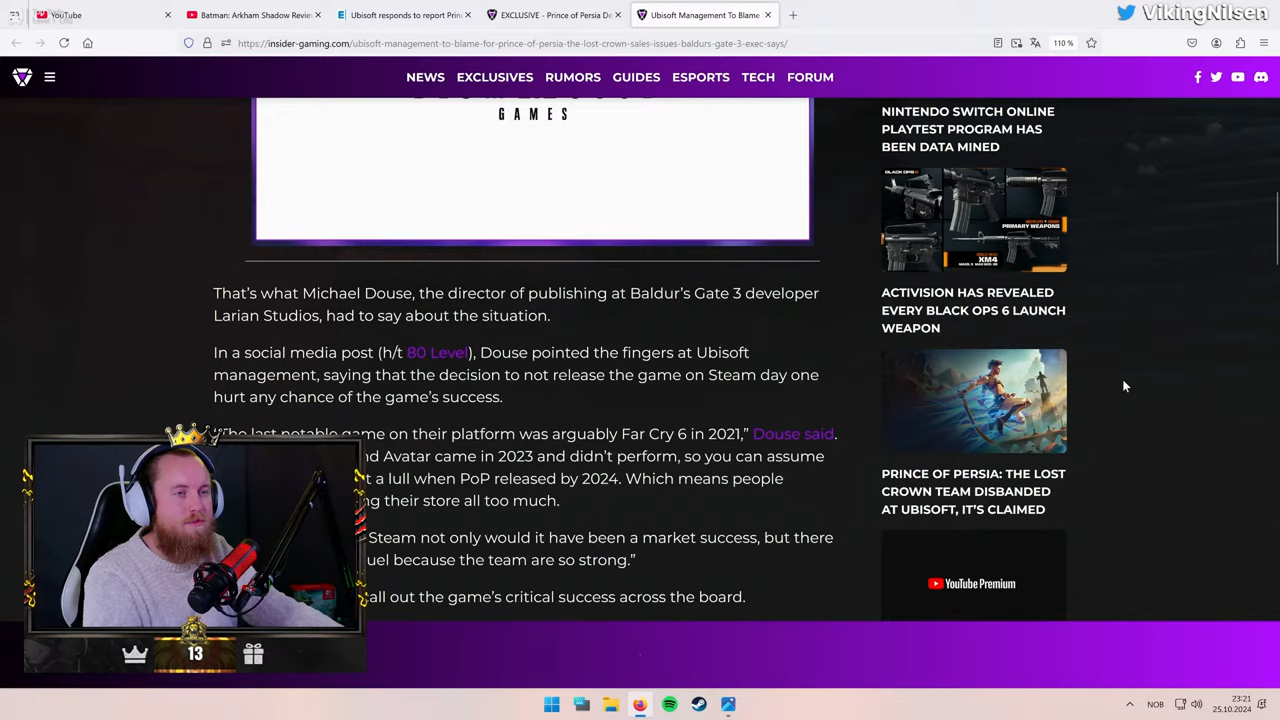 YouTube
Batman: Arkham Shadow Revie
Ubisoft responds to report Prin
EXCLUSIVE - Prince of Persia De
Ubisoft Management To Blame
VikingNilsen
https://insider-gaming.com/ubisoft-management-to-blame-for-prince-of-persia-the-lost-crown-sales-issues-baldurs-gate-3-exec-says/
110 %
NEWS EXCLUSIVES RUMORS GUIDES ESPORTS TECH FORUM
GAMES
That's what Michael Douse, the director of publishing at Baldur's Gate 3 developer
Larian Studios, had to say about the situation.
In a social media post (h/t 80 Level), Douse pointed the fingers at Ubisoft
management, saying that the decision to not release the game on Steam day one
hurt any chance of the game's success.
"The last notable game on their platform was arguably Far Cry 6 in 2021," Douse said.
d Avatar came in 2023 and didn't perform, so you can assume
t a lull when PoP released by 2024. Which means people
g their store all too much.
Steam not only would it have been a market success, but there
uel because the team are so strong."
all out the game's critical success across the board.
NINTENDO SWITCH ONLINE
PLAYTEST PROGRAM HAS
BEEN DATA MINED
BLACK OPS 6
PRIMARY WEAPONS
XM4
ACTIVISION HAS REVEALED
EVERY BLACK OPS 6 LAUNCH
WEAPON
PRINCE OF PERSIA: THE LOST
CROWN TEAM DISBANDED
AT UBISOFT, IT'S CLAIMED
YouTube Premium
13
NOB
23:21
25.10.2024